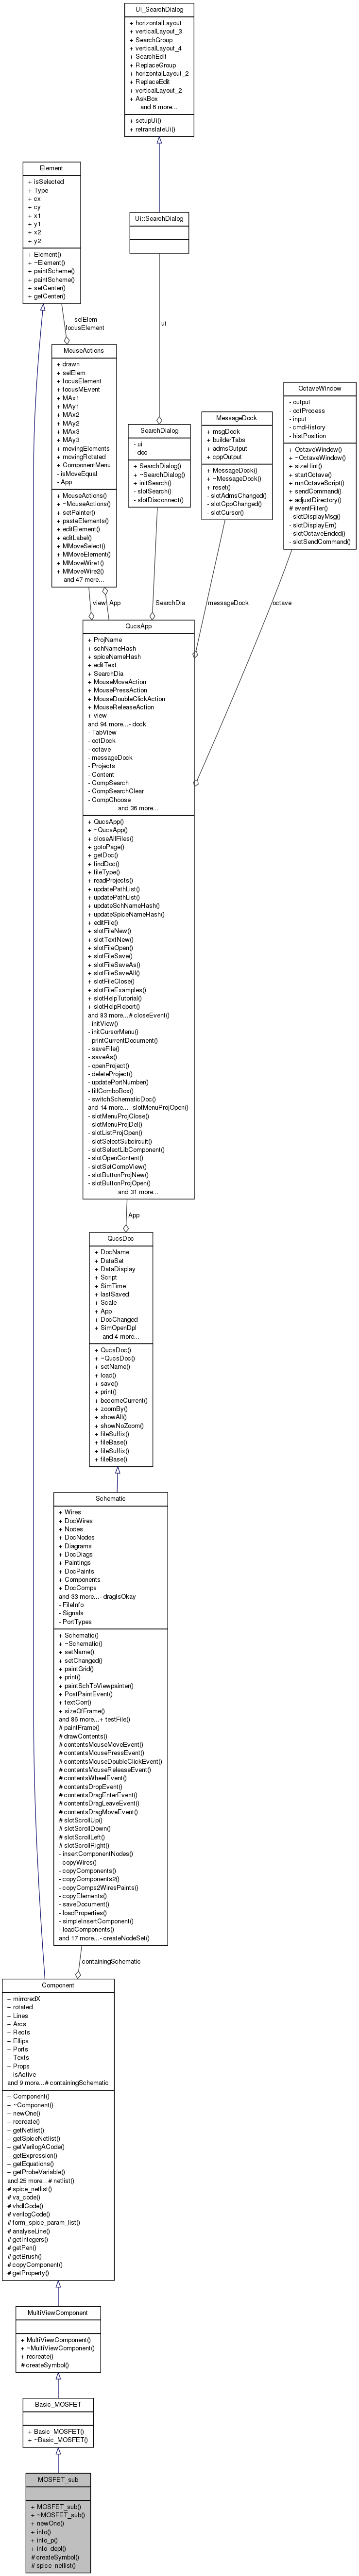 Ui_SearchDialog
+ horizontalLayout
+ verticalLayout_3
+ SearchGroup
+ verticalLayout_4
+ SearchEdit
+ ReplaceGroup
+ horizontalLayout_2
+ ReplaceEdit
+ verticalLayout_2
+ AskBox
and 6 more...
+ setupUi()
+ retranslateUi()
Element
+ isSelected
+ Type
+ cx
+ cy
+ x1
+ y1
+ x2
+ y2
+ Element()
+ ~Element()
+ paintScheme()
+ paintScheme()
+ setCenter()
+ getCenter()
Ui::SearchDialog
selElem
focusElement
ui
MouseActions
+ drawn
+ selElem
+ focusElement
+ focusMEvent
+ MAx1
+ MAy1
+ MAx2
+ MAy2
+ MAx3
+ MAy3
+ movingElements
+ movingRotated
+ ComponentMenu
- isMoveEqual
- App
+ MouseActions()
+ ~MouseActions()
+ setPainter()
+ pasteElements()
+ editElement()
+ editLabel()
+ MMoveSelect()
+ MMoveElement()
+ MMoveWire1()
+ MMoveWire2()
and 47 more...
SearchDialog
- ui
- doc
+ SearchDialog()
+ ~SearchDialog()
+ initSearch()
- slotSearch()
- slotDisconnect()
MessageDock
+ msgDock
+ builderTabs
+ admsOutput
+ cppOutput
+ MessageDock()
+ ~MessageDock()
+ reset()
- slotAdmsChanged()
- slotCppChanged()
- slotCursor()
OctaveWindow
- output
- octProcess
- input
- cmdHistory
- histPosition
+ OctaveWindow()
+ ~OctaveWindow()
+ sizeHint()
+ startOctave()
+ runOctaveScript()
+ sendCommand()
+ adjustDirectory()
# eventFilter()
- slotDisplayMsg()
- slotDisplayErr()
- slotOctaveEnded()
- slotSendCommand()
view
App
SearchDia
messageDock
octave
QucsApp
+ ProjName
+ schNameHash
+ spiceNameHash
+ editText
+ SearchDia
+ MouseMoveAction
+ MousePressAction
+ MouseDoubleClickAction
+ MouseReleaseAction
+ view
and 94 more...- dock
- TabView
- octDock
- octave
- messageDock
- Projects
- Content
- CompSearch
- CompSearchClear
- CompChoose
and 36 more...
+ QucsApp()
+ ~QucsApp()
+ closeAllFiles()
+ gotoPage()
+ getDoc()
+ findDoc()
+ fileType()
+ readProjects()
+ updatePathList()
+ updatePathList()
+ updateSchNameHash()
+ updateSpiceNameHash()
+ editFile()
+ slotFileNew()
+ slotTextNew()
+ slotFileOpen()
+ slotFileSave()
+ slotFileSaveAs()
+ slotFileSaveAll()
+ slotFileClose()
+ slotFileExamples()
+ slotHelpTutorial()
+ slotHelpReport()
and 83 more...# closeEvent()
- initView()
- initCursorMenu()
- printCurrentDocument()
- saveFile()
- saveAs()
- openProject()
- deleteProject()
- updatePortNumber()
- fillComboBox()
- switchSchematicDoc()
and 14 more...- slotMenuProjOpen()
- slotMenuProjClose()
- slotMenuProjDel()
- slotListProjOpen()
- slotSelectSubcircuit()
- slotSelectLibComponent()
- slotOpenContent()
- slotSetCompView()
- slotButtonProjNew()
- slotButtonProjOpen()
and 31 more...
App
QucsDoc
+ DocName
+ DataSet
+ DataDisplay
+ Script
+ SimTime
+ lastSaved
+ Scale
+ App
+ DocChanged
+ SimOpenDpl
and 4 more...
+ QucsDoc()
+ ~QucsDoc()
+ setName()
+ load()
+ save()
+ print()
+ becomeCurrent()
+ zoomBy()
+ showAll()
+ showNoZoom()
+ fileSuffix()
+ fileBase()
+ fileSuffix()
+ fileBase()
Schematic
+ Wires
+ DocWires
+ Nodes
+ DocNodes
+ Diagrams
+ DocDiags
+ Paintings
+ DocPaints
+ Components
+ DocComps
and 33 more...- dragIsOkay
- FileInfo
- Signals
- PortTypes
+ Schematic()
+ ~Schematic()
+ setName()
+ setChanged()
+ paintGrid()
+ print()
+ paintSchToViewpainter()
+ PostPaintEvent()
+ textCorr()
+ sizeOfFrame()
and 86 more...+ testFile()
# paintFrame()
# drawContents()
# contentsMouseMoveEvent()
# contentsMousePressEvent()
# contentsMouseDoubleClickEvent()
# contentsMouseReleaseEvent()
# contentsWheelEvent()
# contentsDropEvent()
# contentsDragEnterEvent()
# contentsDragLeaveEvent()
# contentsDragMoveEvent()
# slotScrollUp()
# slotScrollDown()
# slotScrollLeft()
# slotScrollRight()
- insertComponentNodes()
- copyWires()
- copyComponents()
- copyComponents2()
- copyComps2WiresPaints()
- copyElements()
- saveDocument()
- loadProperties()
- simpleInsertComponent()
- loadComponents()
and 17 more...- createNodeSet()
containingSchematic
Component
+ mirroredX
+ rotated
+ Lines
+ Arcs
+ Rects
+ Ellips
+ Ports
+ Texts
+ Props
+ isActive
and 9 more...# containingSchematic
+ Component()
+ ~Component()
+ newOne()
+ recreate()
+ getNetlist()
+ getSpiceNetlist()
+ getVerilogACode()
+ getExpression()
+ getEquations()
+ getProbeVariable()
and 25 more...# netlist()
# spice_netlist()
# va_code()
# vhdlCode()
# verilogCode()
# form_spice_param_list()
# analyseLine()
# getIntegers()
# getPen()
# getBrush()
# copyComponent()
# getProperty()
MultiViewComponent
+ MultiViewComponent()
+ ~MultiViewComponent()
+ recreate()
# createSymbol()
Basic_MOSFET
+ Basic_MOSFET()
+ ~Basic_MOSFET()
MOSFET_sub
+ MOSFET_sub()
+ ~MOSFET_sub()
+ newOne()
+ info()
+ info_p()
+ info_depl()
# createSymbol()
# spice_netlist()